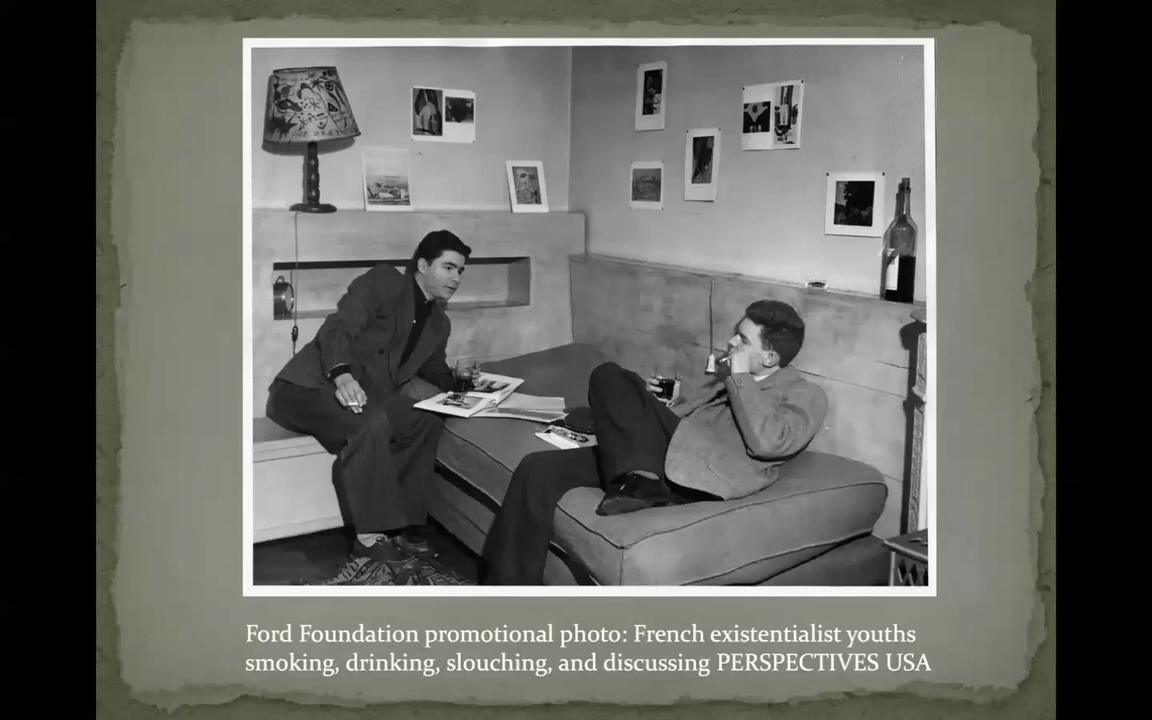 Ford Foundation promotional photo: French existentialist youths
smoking, drinking, slouching, and discussing PERSPECTIVES USA